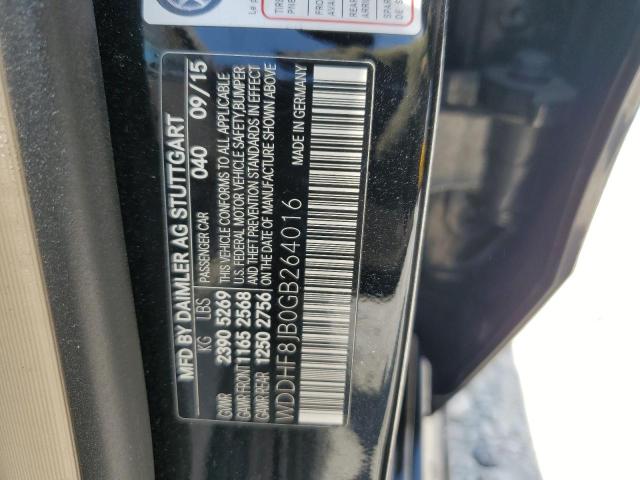 MFD BY DAIMLER AG STUTTGART
PASSENGER CAR 040 09/15
KG LBS THIS VEHICLE CONFORMS TO ALL APPLICABLE
GVWR 2390 5269 U.S. FEDERAL MOTOR VEHICLE SAFETY, BUMPER
GAWR FRONT 1165 2568 AND THEFT PREVENTION STANDARDS IN EFFECT
GAWR REAR 1250 2756 ON THE DATE OF MANUFACTURE SHOWN ABOVE
WDDHF8JB0GB264016
MADE IN GERMANY